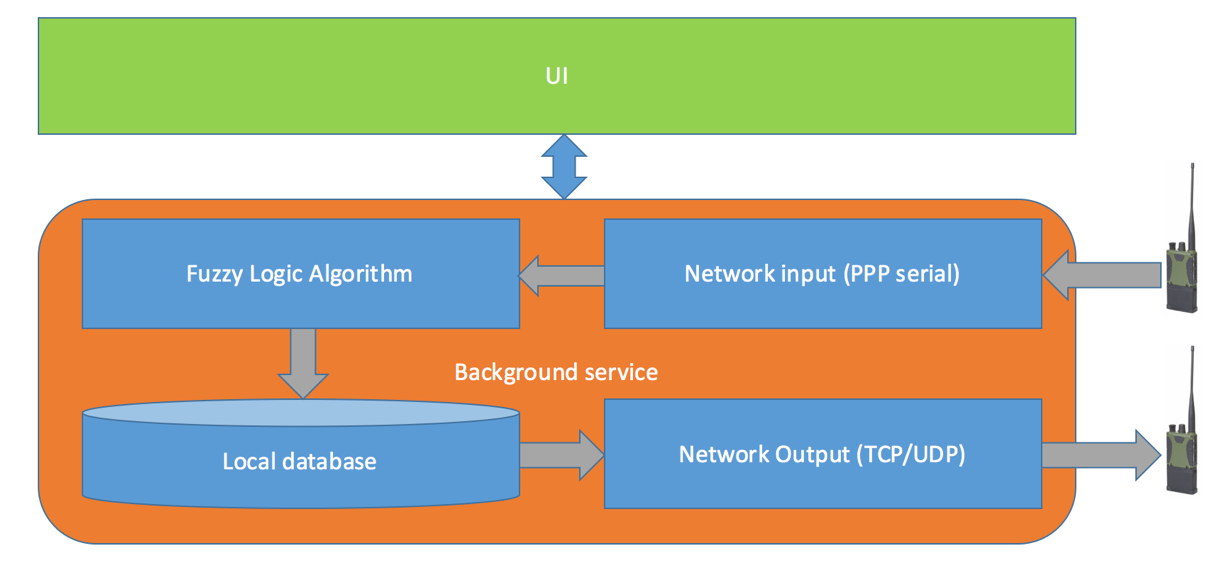 UI
Fuzzy Logic Algorithm
Network input (PPP serial)
Background service
Local database
Network Output (TCP/UDP)